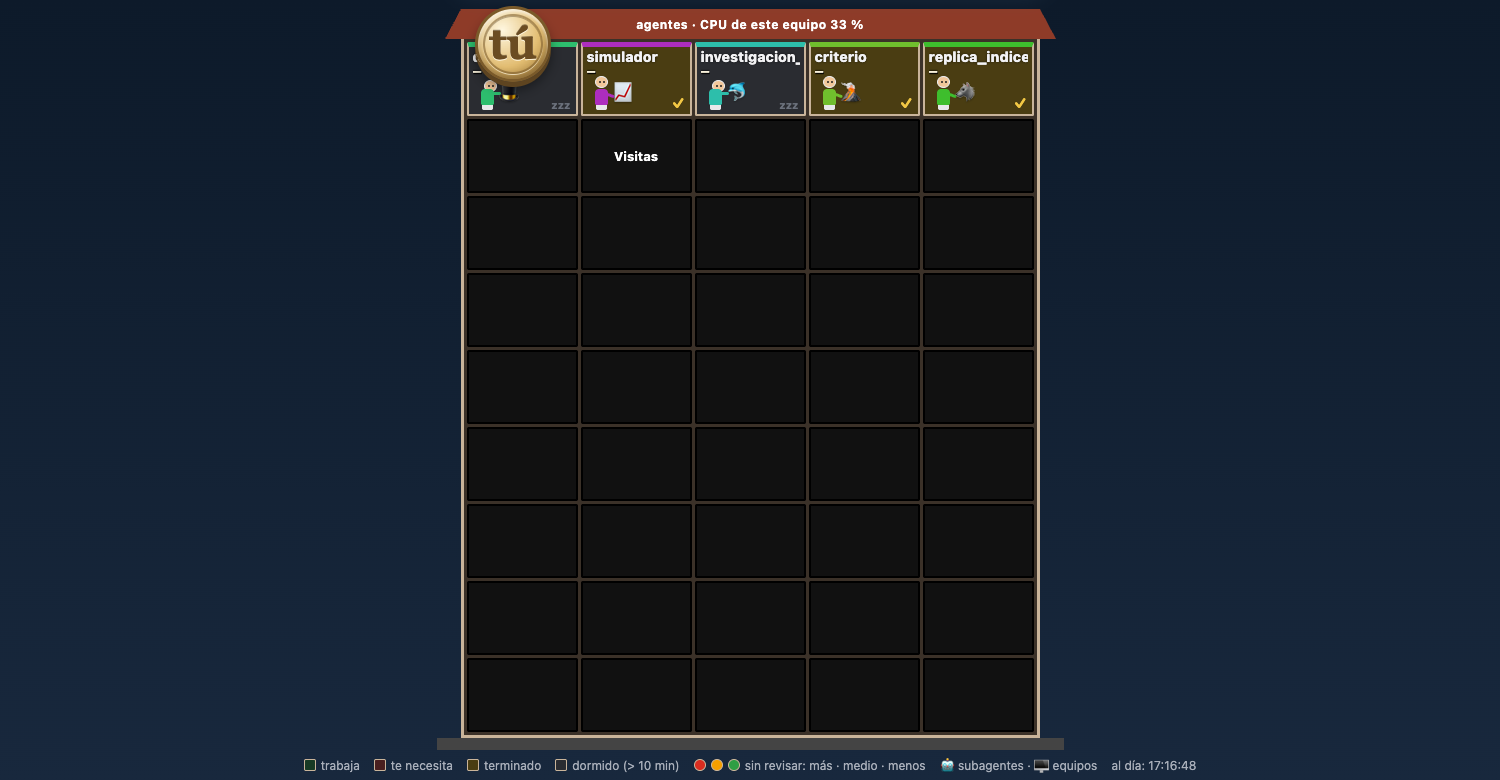 agentes · CPU de este equipo 33 %
tú
simulador
investigacion_
criterio
replica_indice
–
–
–
–
zzz
zzz
Visitas
trabaja
te necesita
terminado
dormido (> 10 min)
sin revisar: más · medio · menos
subagentes · equipos
al día: 17:16:48